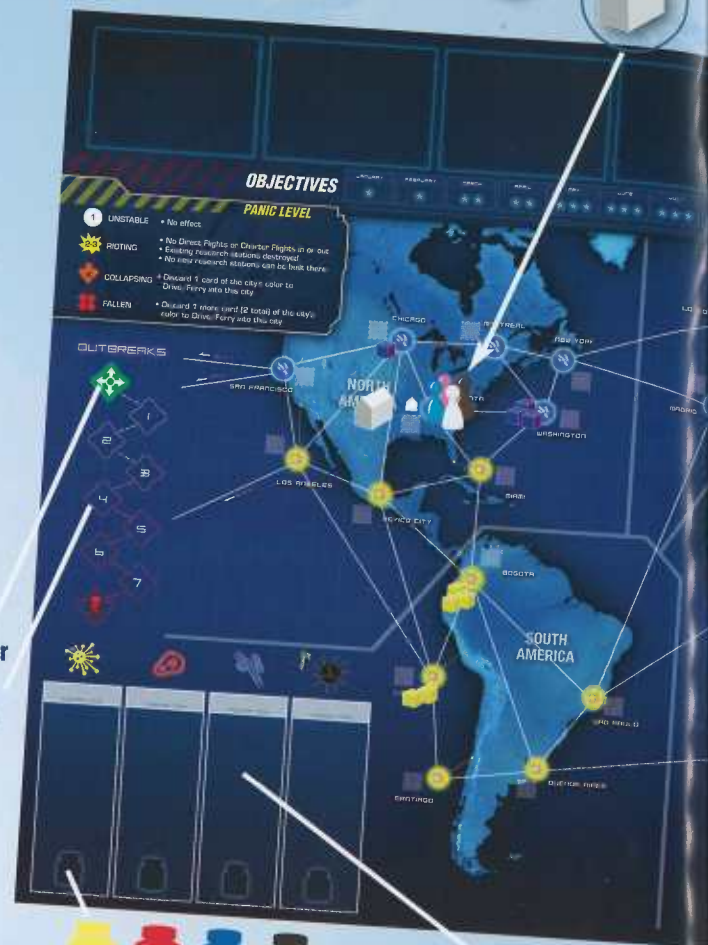 OBJECTIVES
JANUARY
FEBRUARY
MARCH
PANIC LEVEL
1 UNSTABLE • No effect
2-3 RIOTING • No Direct Flights or Charter Flights in or out
• Existing research stations destroyed
• No new research stations can be built there
COLLAPSING • Discard 1 card of the city's color to
Drive/Ferry into this city
FALLEN • Discard 1 more card (2 total) of the city's
color to Drive/Ferry into this city
OUTBREAKS
1
2
3
4
5
6
7
SAN FRANCISCO
CHICAGO
MONTREAL
NEW YORK
NORTH
WASHINGTON
MADRID
LOS ANGELES
MEXICO CITY
MIAMI
BOGOTA
SOUTH
AMERICA
SAO PAULO
BUENOS AIRES
SANTIAGO
r